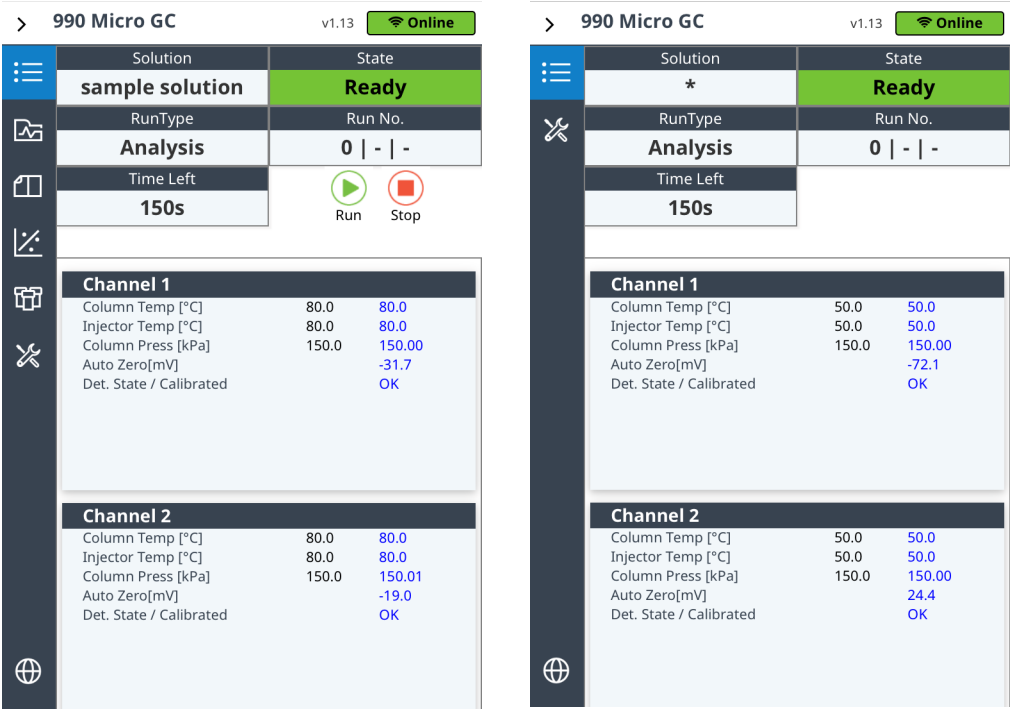 990 Micro GC v1.13 Online
Solution State
sample solution Ready
RunType Run No.
Analysis 0 | - | -
Time Left
150s
Run Stop
Channel 1
Column Temp [°C] 80.0 80.0
Injector Temp [°C] 80.0 80.0
Column Press [kPa] 150.0 150.00
Auto Zero[mV] -31.7
Det. State / Calibrated OK
Channel 2
Column Temp [°C] 80.0 80.0
Injector Temp [°C] 80.0 80.0
Column Press [kPa] 150.0 150.01
Auto Zero[mV] -19.0
Det. State / Calibrated OK
990 Micro GC v1.13 Online
Solution State
* Ready
RunType Run No.
Analysis 0 | - | -
Time Left
150s
Channel 1
Column Temp [°C] 50.0 50.0
Injector Temp [°C] 50.0 50.0
Column Press [kPa] 150.0 150.00
Auto Zero[mV] -72.1
Det. State / Calibrated OK
Channel 2
Column Temp [°C] 50.0 50.0
Injector Temp [°C] 50.0 50.0
Column Press [kPa] 150.0 150.00
Auto Zero[mV] 24.4
Det. State / Calibrated OK